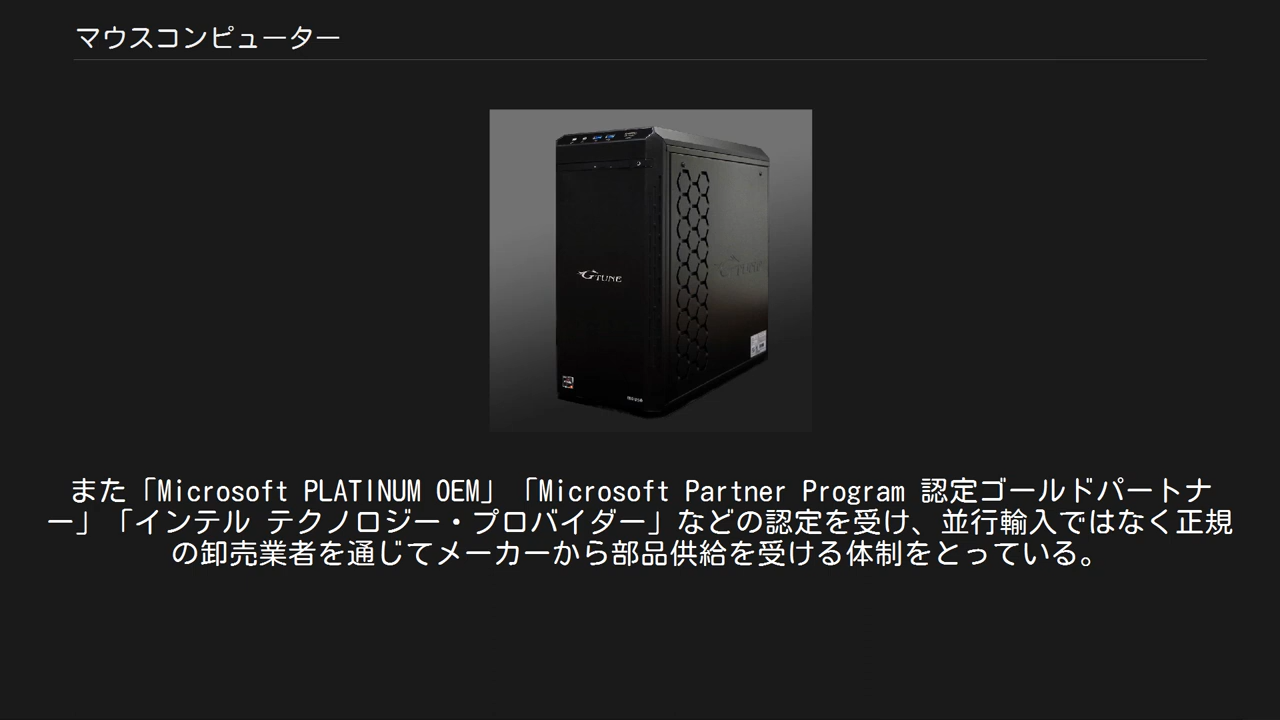 マウスコンピューター
G TUNE
また「Microsoft PLATINUM OEM」「Microsoft Partner Program 認定ゴールドパートナ
ー」「インテル テクノロジー・プロバイダー」などの認定を受け、並行輸入ではなく正規
の卸売業者を通じてメーカーから部品供給を受ける体制をとっている。